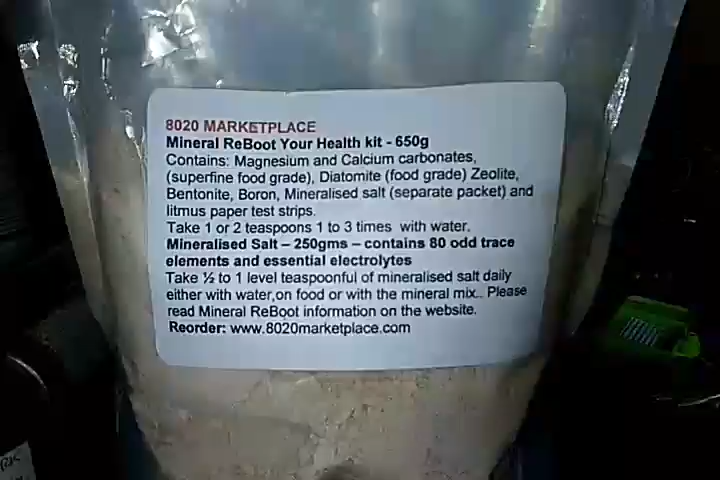 8020 MARKETPLACE
Mineral ReBoot Your Health kit - 650g
Contains: Magnesium and Calcium carbonates,
(superfine food grade), Diatomite (food grade) Zeolite,
Bentonite, Boron, Mineralised salt (separate packet) and
litmus paper test strips.
Take 1 or 2 teaspoons 1 to 3 times with water.
Mineralised Salt – 250gms – contains 80 odd trace
elements and essential electrolytes
Take ½ to 1 level teaspoonful of mineralised salt daily
either with water,on food or with the mineral mix.. Please
read Mineral ReBoot information on the website.
Reorder: www.8020marketplace.com